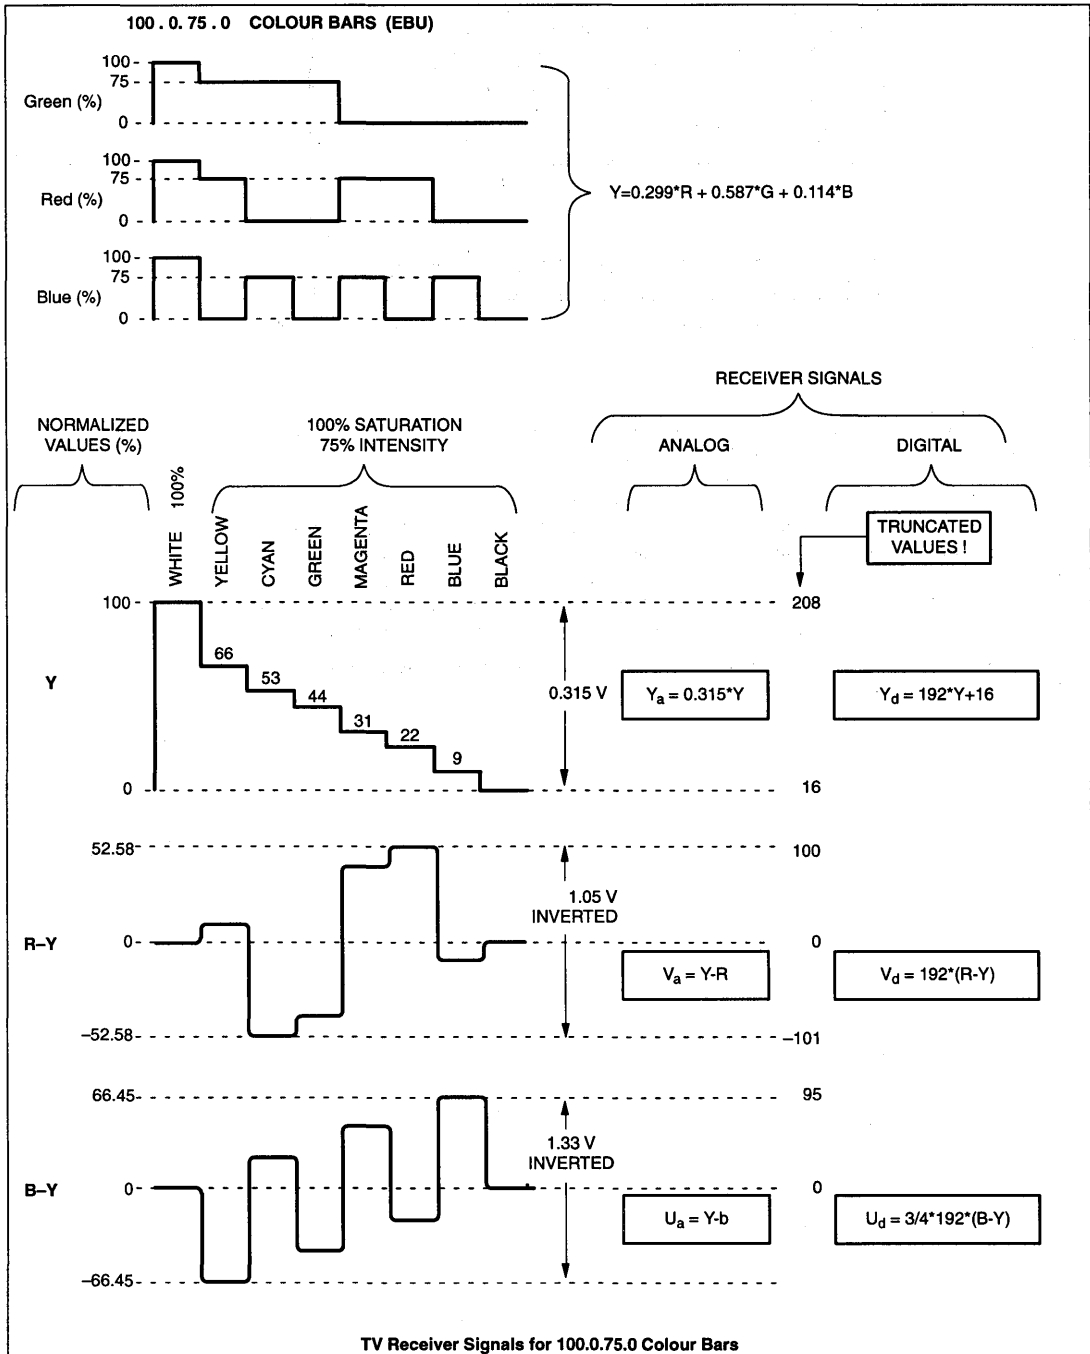 100.0.75.0 COLOUR BARS (EBU)
100
75
Green (%)
0
100
75
Red (%)
0
Y=0.299*R + 0.587*G + 0.114*B
100
75
Blue (%)
0
RECEIVER SIGNALS
NORMALIZED
VALUES (%)
100% SATURATION
75% INTENSITY
ANALOG
DIGITAL
WHITE 100%
YELLOW
CYAN
GREEN
MAGENTA
RED
BLUE
BLACK
TRUNCATED
VALUES !
100
208
66
53
44
31
22
9
Y
0.315 V
Ya = 0.315*Y
Yd = 192*Y+16
0
16
52.58
100
1.05 V
INVERTED
R–Y
0
0
Va = Y-R
Vd = 192*(R-Y)
–52.58
–101
66.45
95
1.33 V
INVERTED
B–Y
0
0
Ua = Y-b
Ud = 3/4*192*(B-Y)
–66.45
TV Receiver Signals for 100.0.75.0 Colour Bars